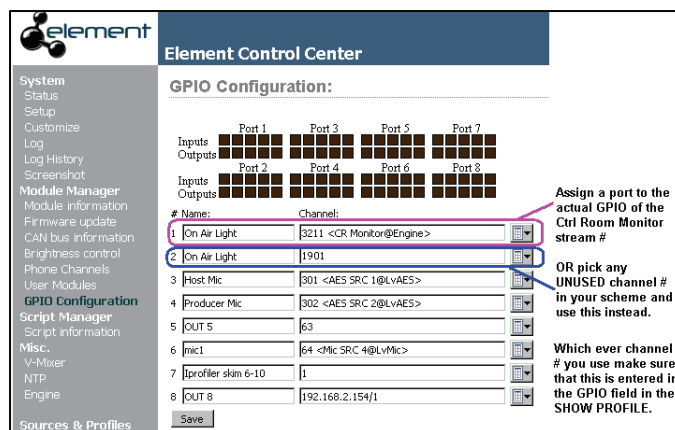 element
Element Control Center
System
Status
Setup
Customize
Log
Log History
Screenshot
Module Manager
Module information
Firmware update
CAN bus information
Brightness control
Phone Channels
User Modules
GPIO Configuration
Script Manager
Script information
Misc.
V-Mixer
NTP
Engine
Sources & Profiles
GPIO Configuration:
Port 1 Port 3 Port 5 Port 7
Inputs
Outputs
Port 2 Port 4 Port 6 Port 8
Inputs
Outputs
# Name: Channel:
1 On Air Light 3211 <CR Monitor@Engine>
2 On Air Light 1901
3 Host Mic 301 <AES SRC 1@LvAES>
4 Producer Mic 302 <AES SRC 2@LvAES>
5 OUT 5 63
6 mic1 64 <Mic SRC 4@LvMic>
7 Iprofiler skim 6-10 1
8 OUT 8 192.168.2.154/1
Save
Assign a port to the
actual GPIO of the
Ctrl Room Monitor
stream #
OR pick any
UNUSED channel #
in your scheme and
use this instead.
Which ever channel
# you use make sure
that this is entered in
the GPIO field in the
SHOW PROFILE.